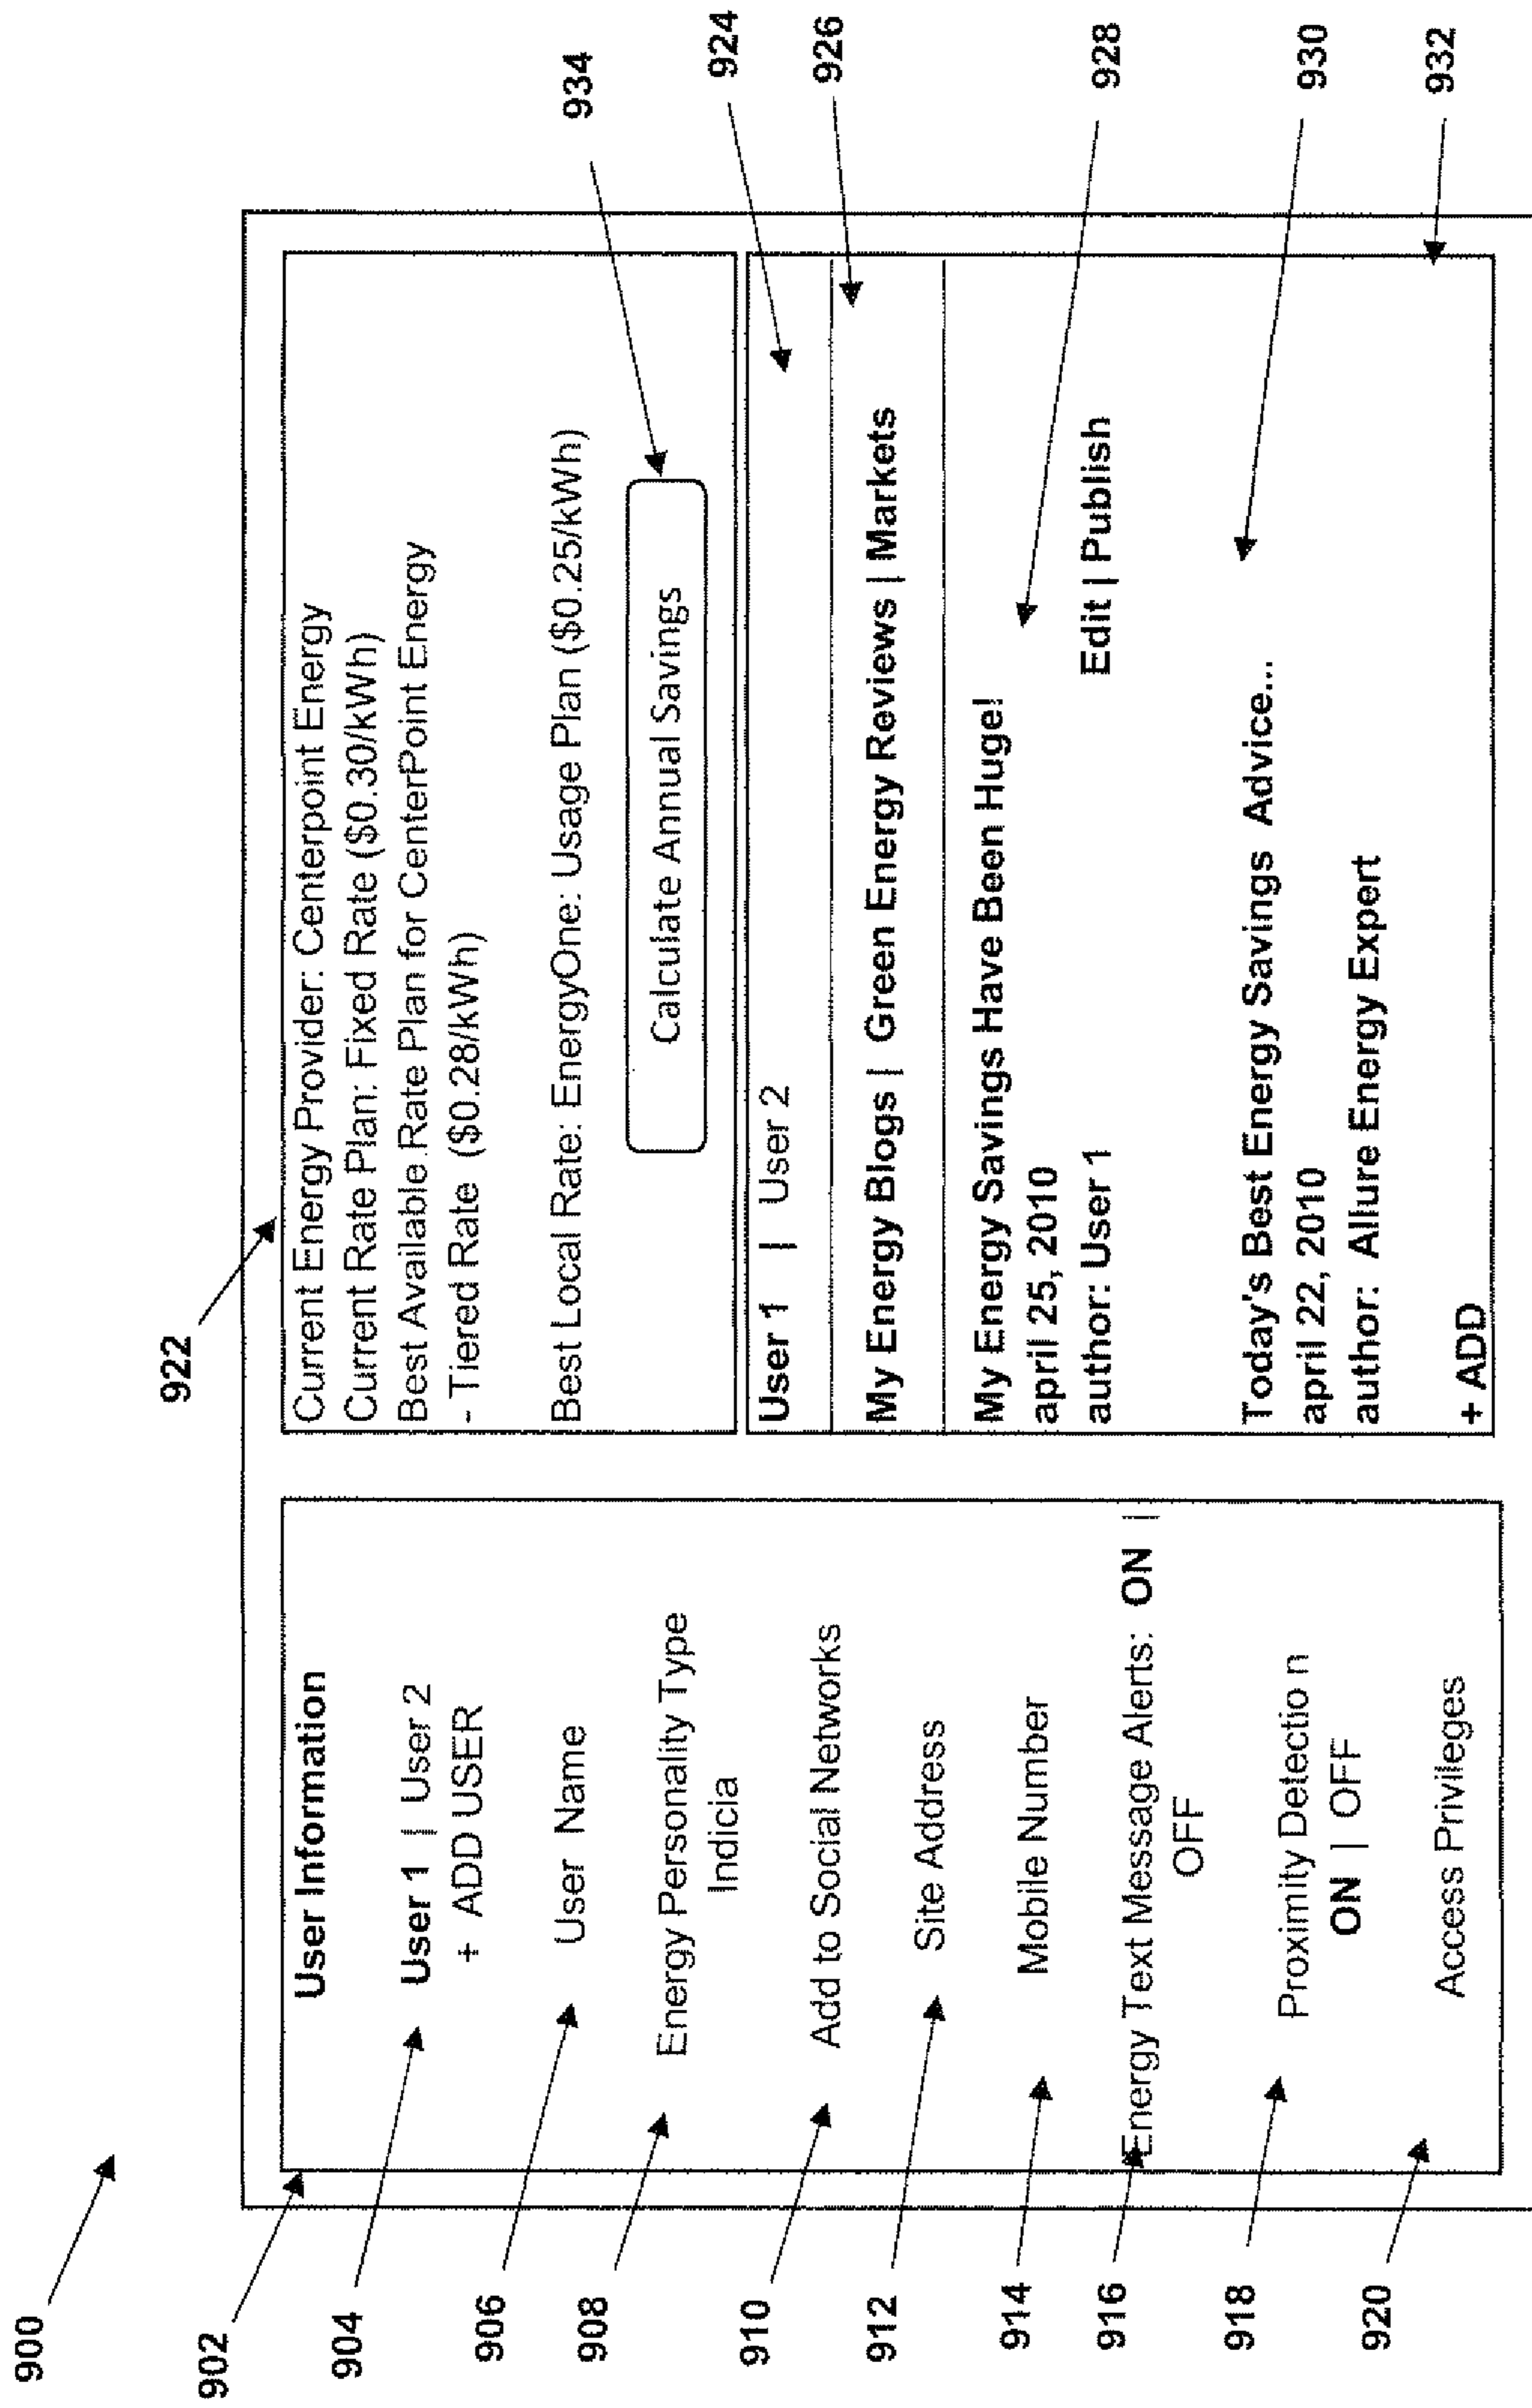 900
902
User Information
904
User 1 | User 2
+ ADD USER
906
User Name
908
Energy Personality Type
Indicia
910
Add to Social Networks
912
Site Address
914
Mobile Number
916
Energy Text Message Alerts: ON |
OFF
918
Proximity Detectio n
ON | OFF
920
Access Privileges
922
Current Energy Provider: Centerpoint Energy
Current Rate Plan: Fixed Rate ($0.30/kWh)
Best Available Rate Plan for CenterPoint Energy
- Tiered Rate ($0.28/kWh)
Best Local Rate: EnergyOne: Usage Plan ($0.25/kWh)
934
Calculate Annual Savings
924
User 1 | User 2
926
My Energy Blogs | Green Energy Reviews | Markets
928
My Energy Savings Have Been Huge!
april 25, 2010
author: User 1 Edit | Publish
930
Today's Best Energy Savings Advice...
april 22, 2010
author: Allure Energy Expert
932
+ ADD